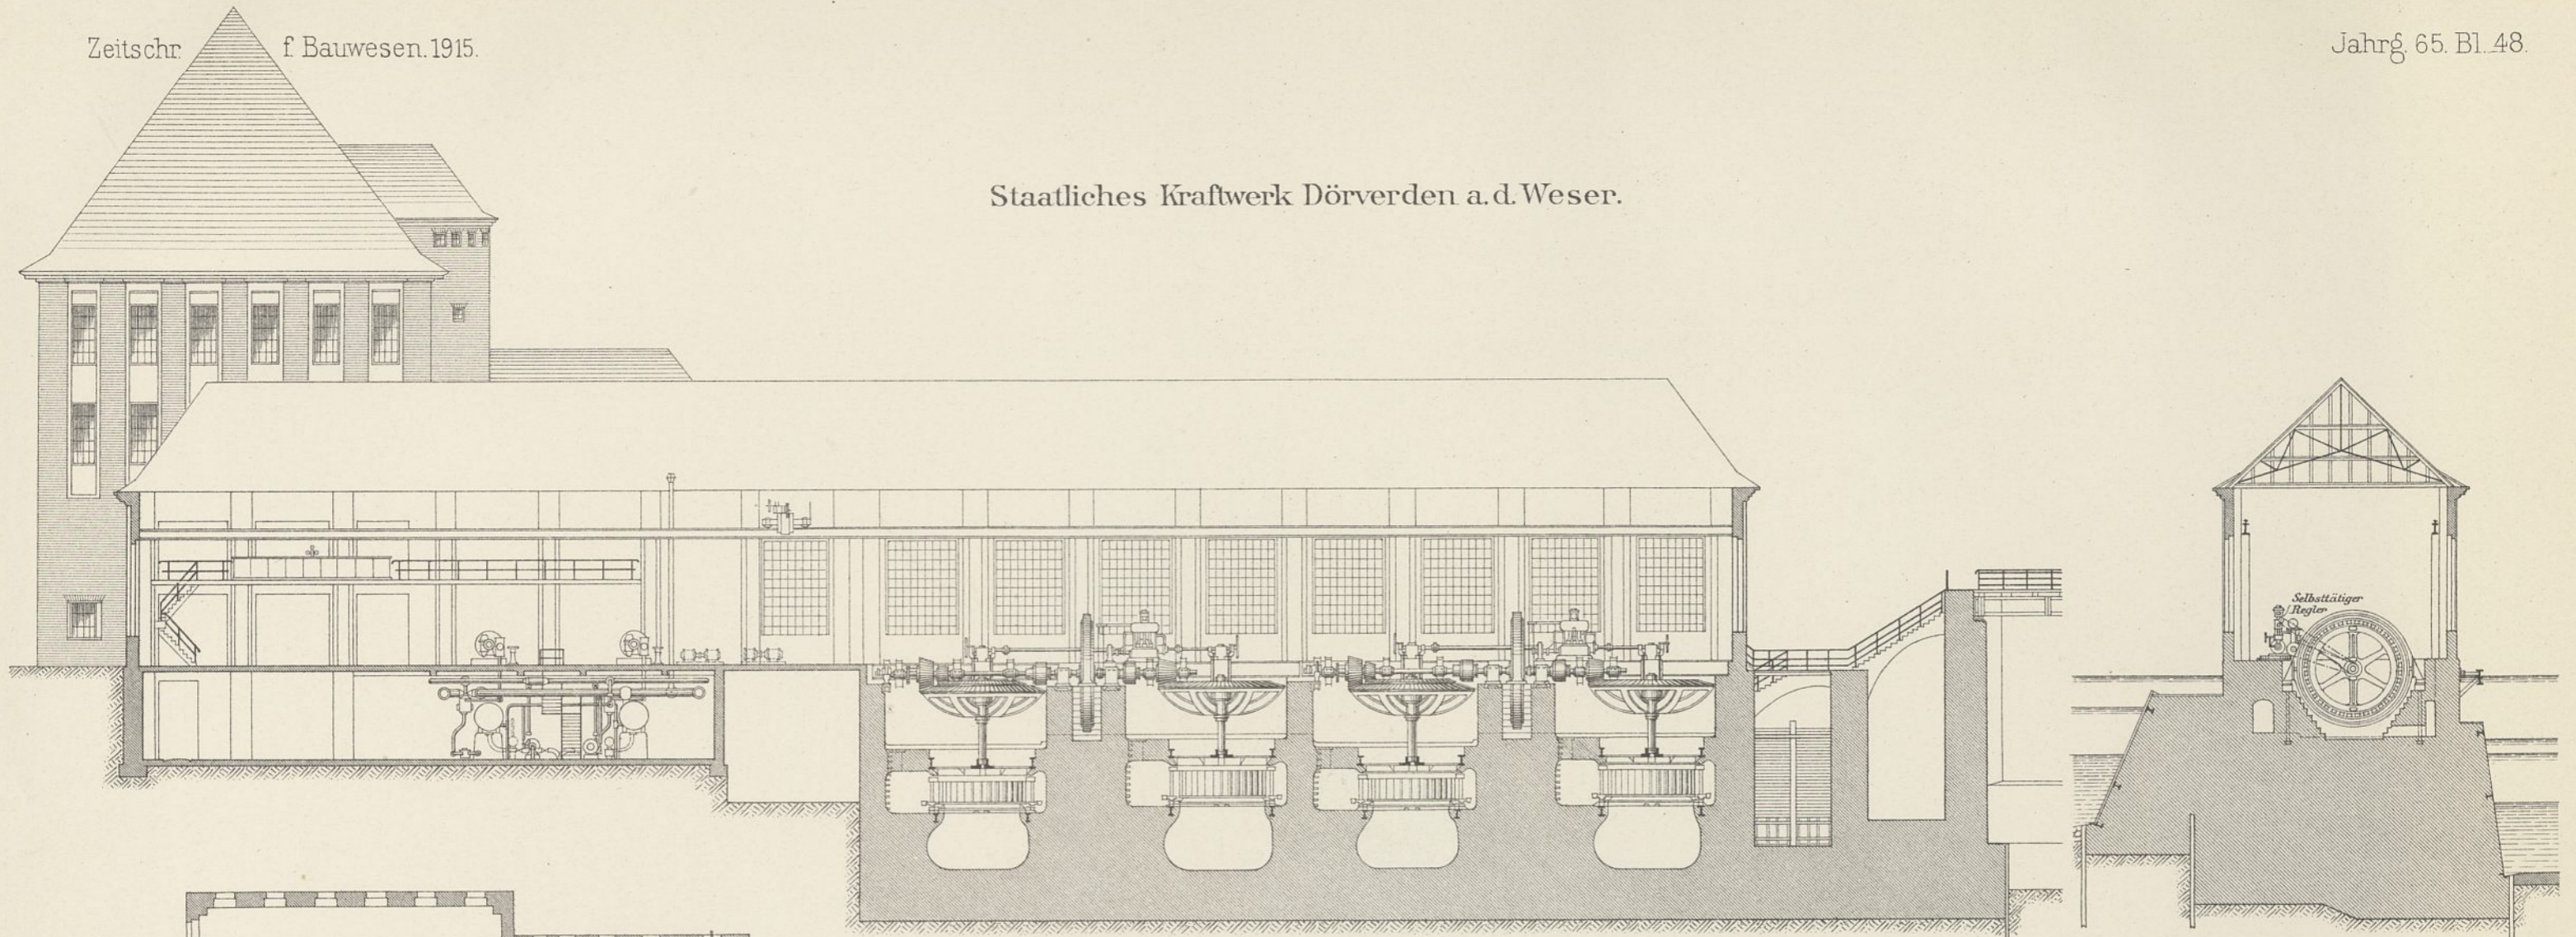 Zeitschr. f. Bauwesen. 1915.
Jahrg. 65. Bl. 48.
Staatliches Kraftwerk Dörverden a. d. Weser.
Selbsttätiger
Regler